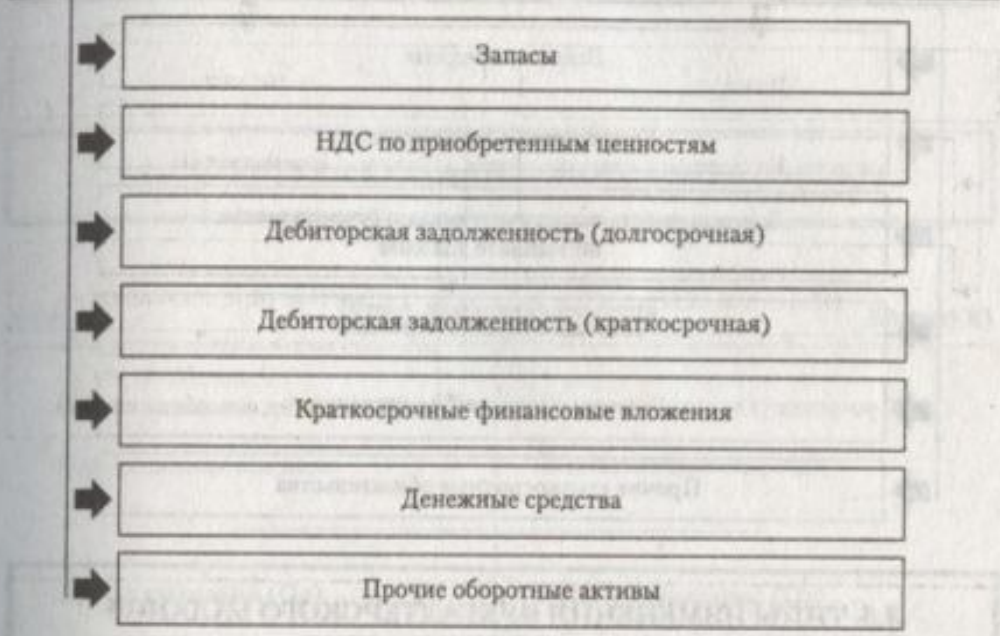 Запасы
НДС по приобретенным ценностям
Дебиторская задолженность (долгосрочная)
Дебиторская задолженность (краткосрочная)
Краткосрочные финансовые вложения
Денежные средства
Прочие оборотные активы